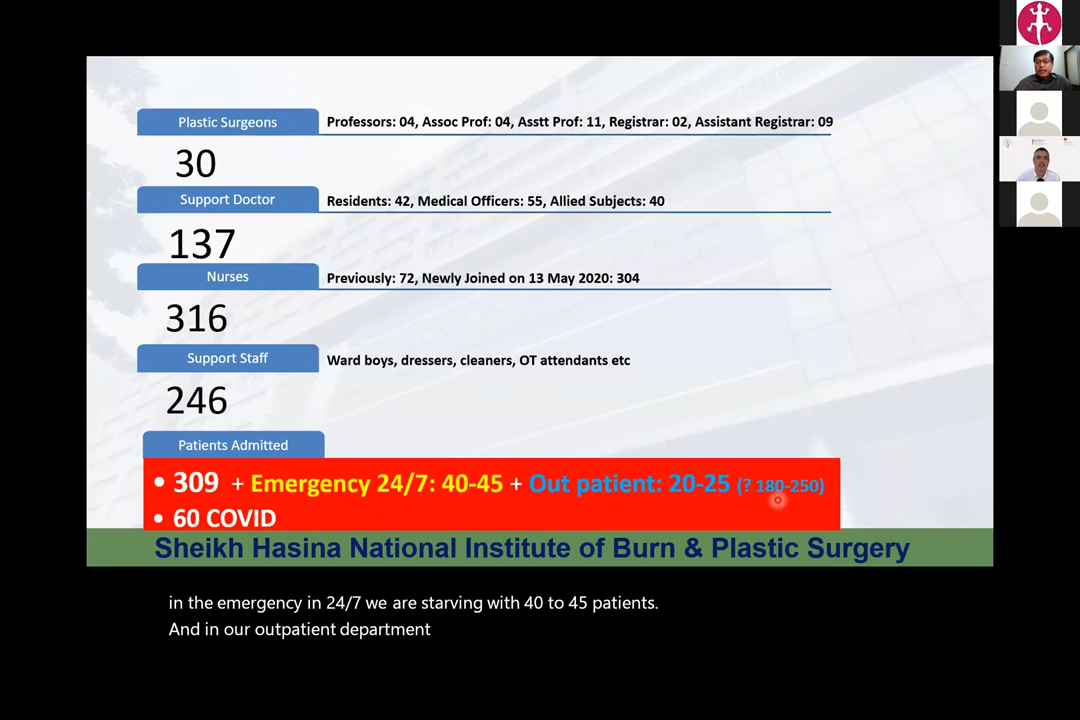 Plastic Surgeons
Professors: 04, Assoc Prof: 04, Asstt Prof: 11, Registrar: 02, Assistant Registrar: 09
30
Support Doctor
Residents: 42, Medical Officers: 55, Allied Subjects: 40
137
Nurses
Previously: 72, Newly Joined on 13 May 2020: 304
316
Support Staff
Ward boys, dressers, cleaners, OT attendants etc
246
Patients Admitted
• 309 + Emergency 24/7: 40-45 + Out patient: 20-25 (? 180-250)
• 60 COVID
Sheikh Hasina National Institute of Burn & Plastic Surgery
in the emergency in 24/7 we are starving with 40 to 45 patients.
And in our outpatient department